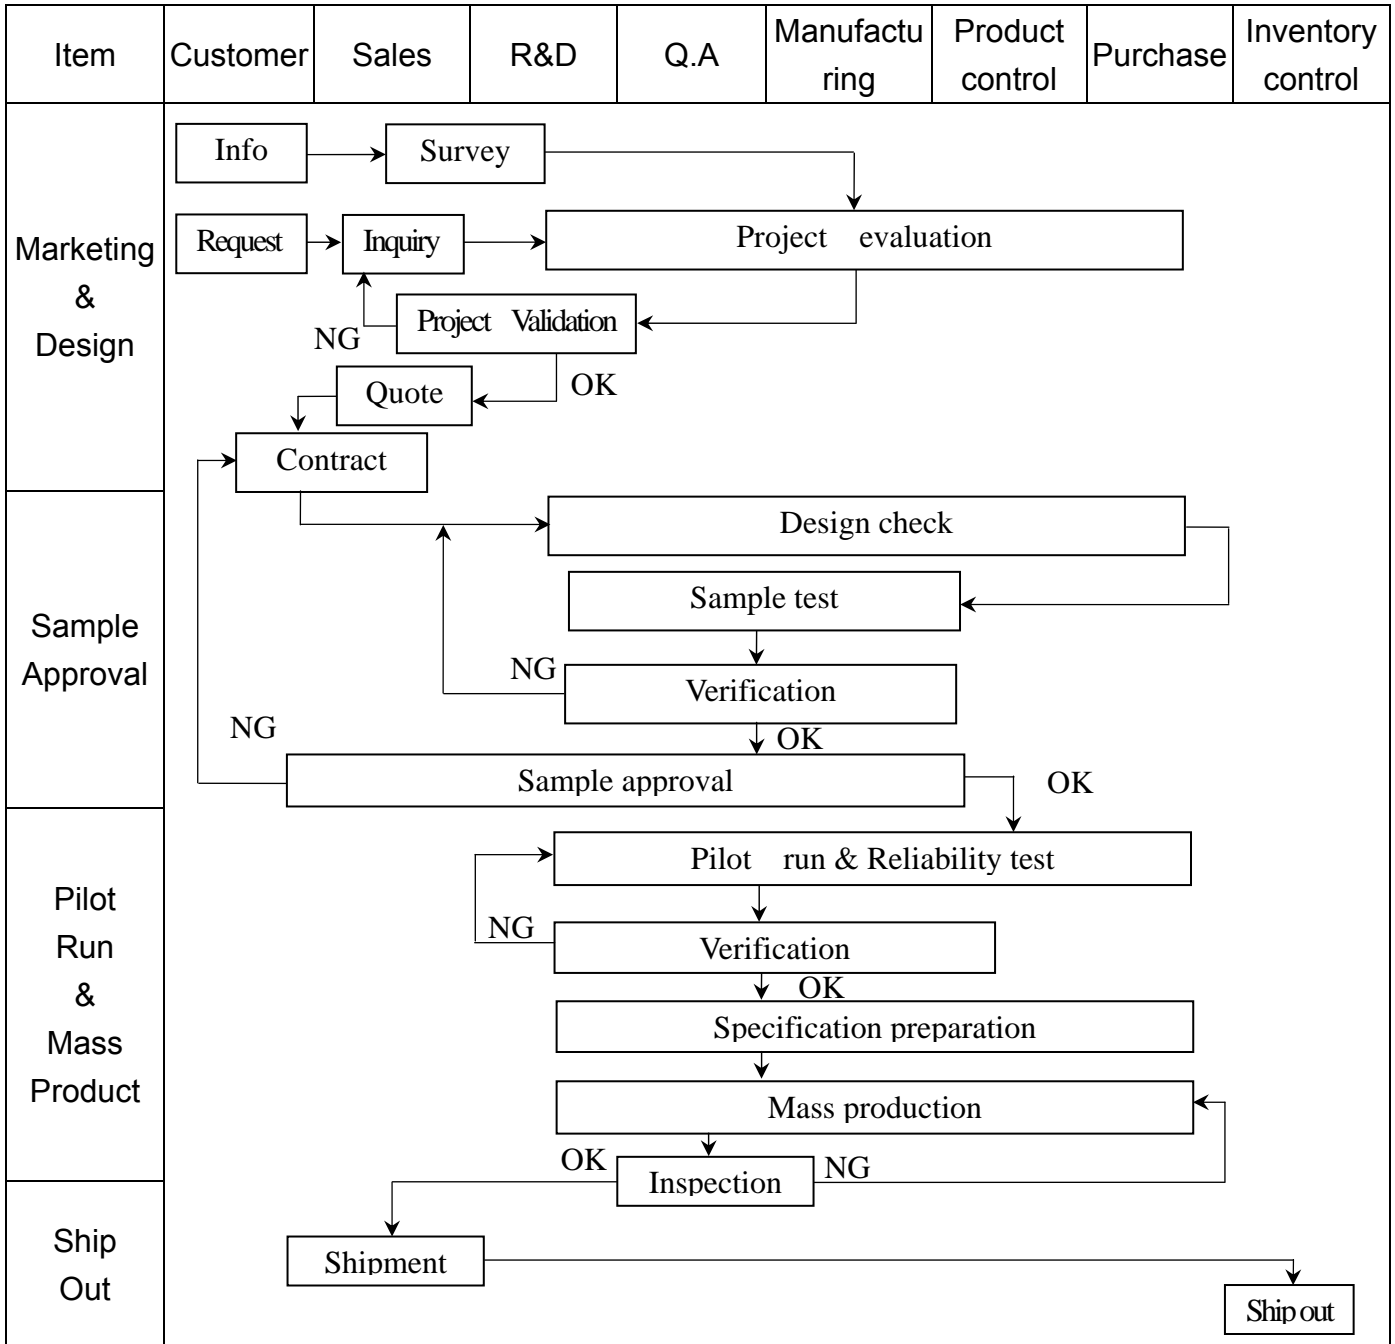 Item
Customer
Sales
R&D
Q.A
Manufactu
ring
Product
control
Purchase
Inventory
control
Marketing
&
Design
Info
Survey
Request
Inquiry
Project evaluation
Project Validation
NG
OK
Quote
Contract
Sample
Approval
Design check
Sample test
NG
Verification
NG
OK
Sample approval
OK
Pilot
Run
&
Mass
Product
Pilot run & Reliability test
NG
Verification
OK
Specification preparation
Mass production
OK
NG
Inspection
Ship
Out
Shipment
Ship out